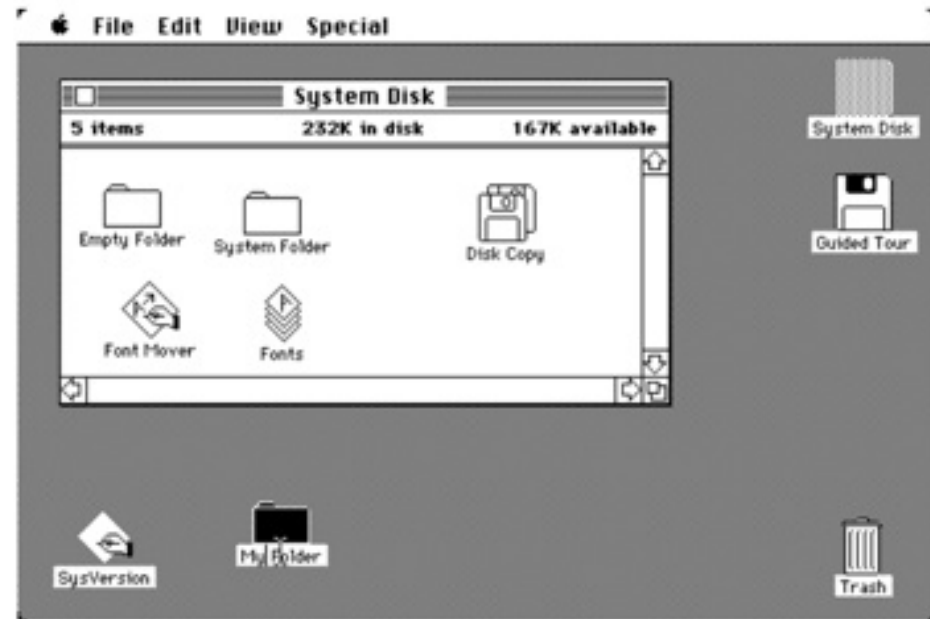 File Edit View Special
System Disk
5 items 232K in disk 167K available
Empty Folder System Folder Disk Copy
Font Mover Fonts
System Disk
Guided Tour
SysVersion My Folder Trash